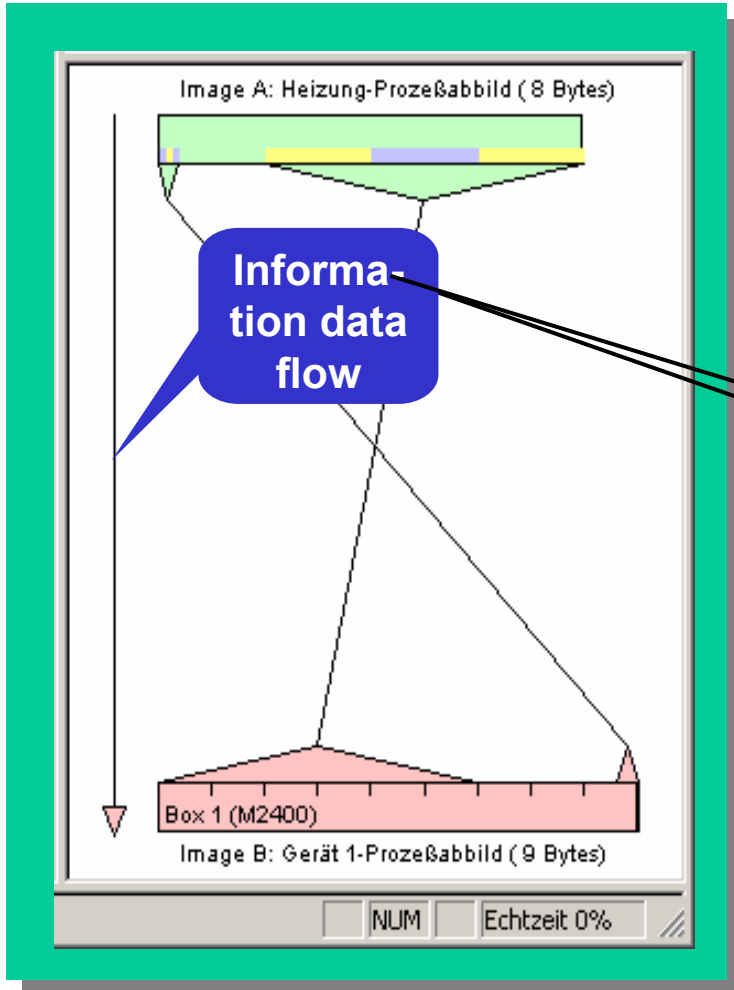 Image A: Heizung-Prozeßabbild ( 8 Bytes)
Informa-
tion data
flow
Box 1 (M2400)
Image B: Gerät 1-Prozeßabbild ( 9 Bytes)
NUM
Echtzeit 0%